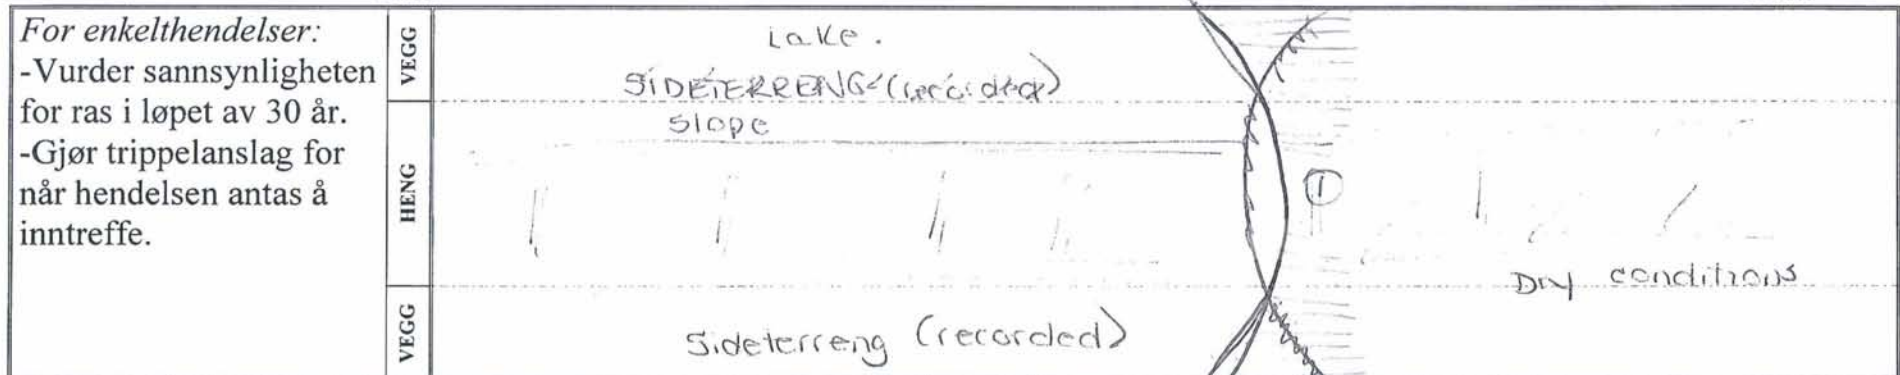 For enkelthendelser:
-Vurder sannsynligheten
for ras i løpet av 30 år.
-Gjør trippelanslag for
når hendelsen antas å
inntreffe.
VEGG
HENG
VEGG
Lake.
SIDETERRENG (recorded)
slope
1
Dry conditions
Sideterreng (recorded)